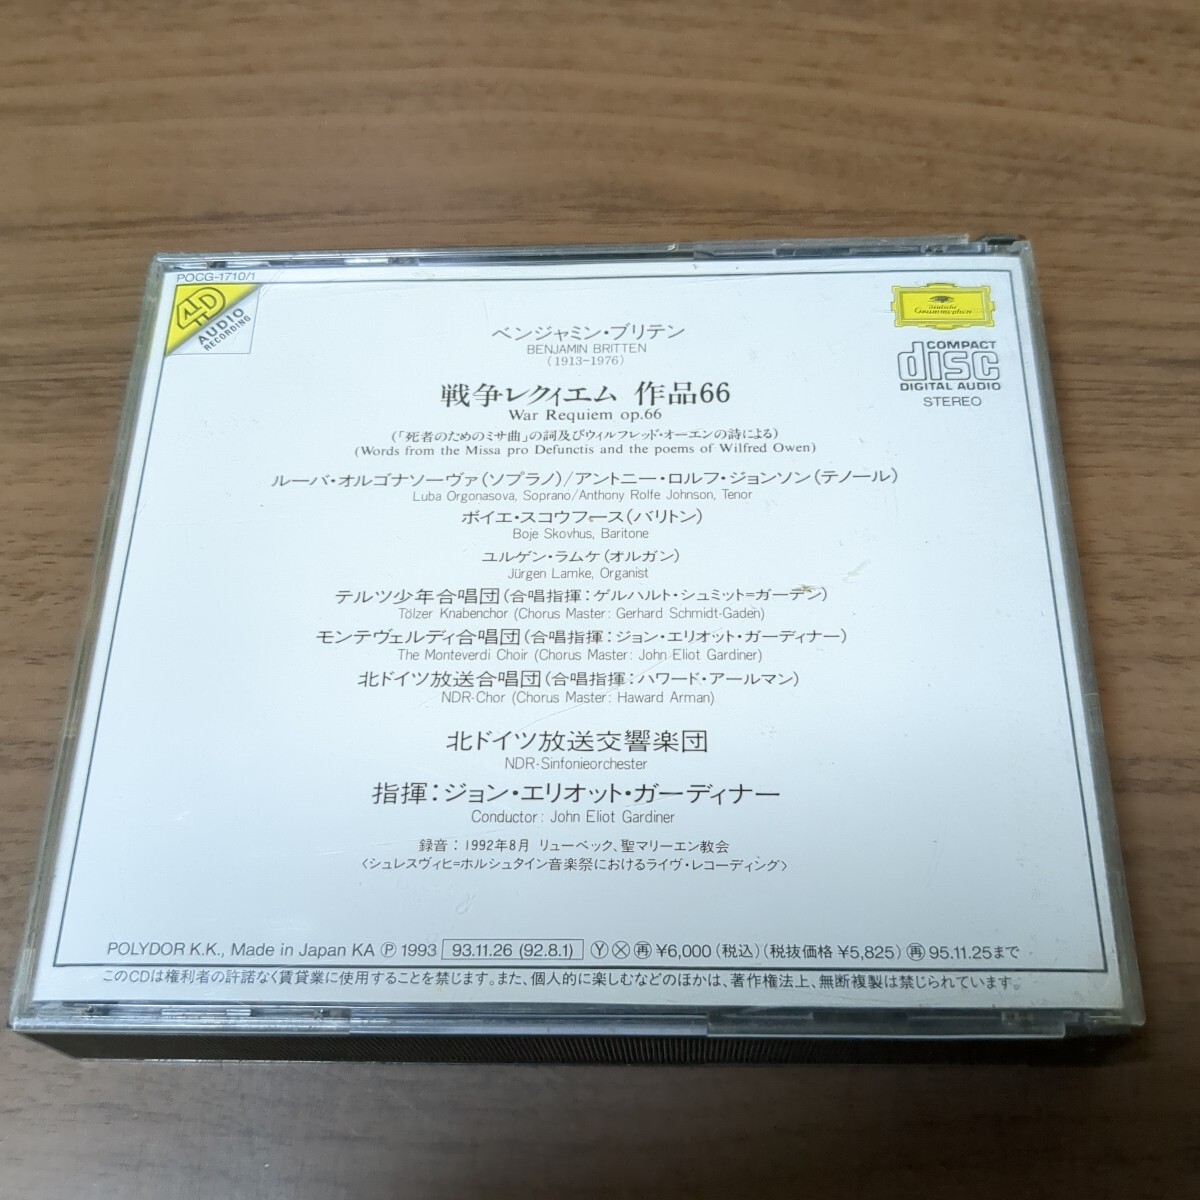 POCG-1710/1
4D
AUDIO
RECORDING
Deutsche
Grammophon
COMPACT
disc
DIGITAL AUDIO
STEREO
ベンジャミン・ブリテン
BENJAMIN BRITTEN
(1913-1976)
戦争レクィエム 作品66
War Requiem op.66
(「死者のためのミサ曲」の詞及びウィルフレッド・オーエンの詩による)
(Words from the Missa pro Defunctis and the poems of Wilfred Owen)
ルーバ・オルゴナソーヴァ(ソプラノ)/アントニー・ロルフ・ジョンソン(テノール)
Luba Orgonasova, Soprano/Anthony Rolfe Johnson, Tenor
ボイエ・スコウフース(バリトン)
Boje Skovhus, Baritone
ユルゲン・ラムケ(オルガン)
Jürgen Lamke, Organist
テルツ少年合唱団(合唱指揮:ゲルハルト・シュミット=ガーデン)
Tölzer Knabenchor (Chorus Master: Gerhard Schmidt-Gaden)
モンテヴェルディ合唱団(合唱指揮:ジョン・エリオット・ガーディナー)
The Monteverdi Choir (Chorus Master: John Eliot Gardiner)
北ドイツ放送合唱団(合唱指揮:ハワード・アールマン)
NDR-Chor (Chorus Master: Haward Arman)
北ドイツ放送交響楽団
NDR-Sinfonieorchester
指揮:ジョン・エリオット・ガーディナー
Conductor: John Eliot Gardiner
録音:1992年8月 リューベック、聖マリーエン教会
〈シュレスヴィヒ=ホルシュタイン音楽祭におけるライヴ・レコーディング〉
POLYDOR K.K., Made in Japan KA Ⓟ 1993 93.11.26 (92.8.1) Ⓨ Ⓧ ㊢ ¥6,000(税込)(税抜価格 ¥5,825) 再 95.11.25まで
このCDは権利者の許諾なく賃貸業に使用することを禁じます。また、個人的に楽しむなどのほかは、著作権法上、無断複製は禁じられています。